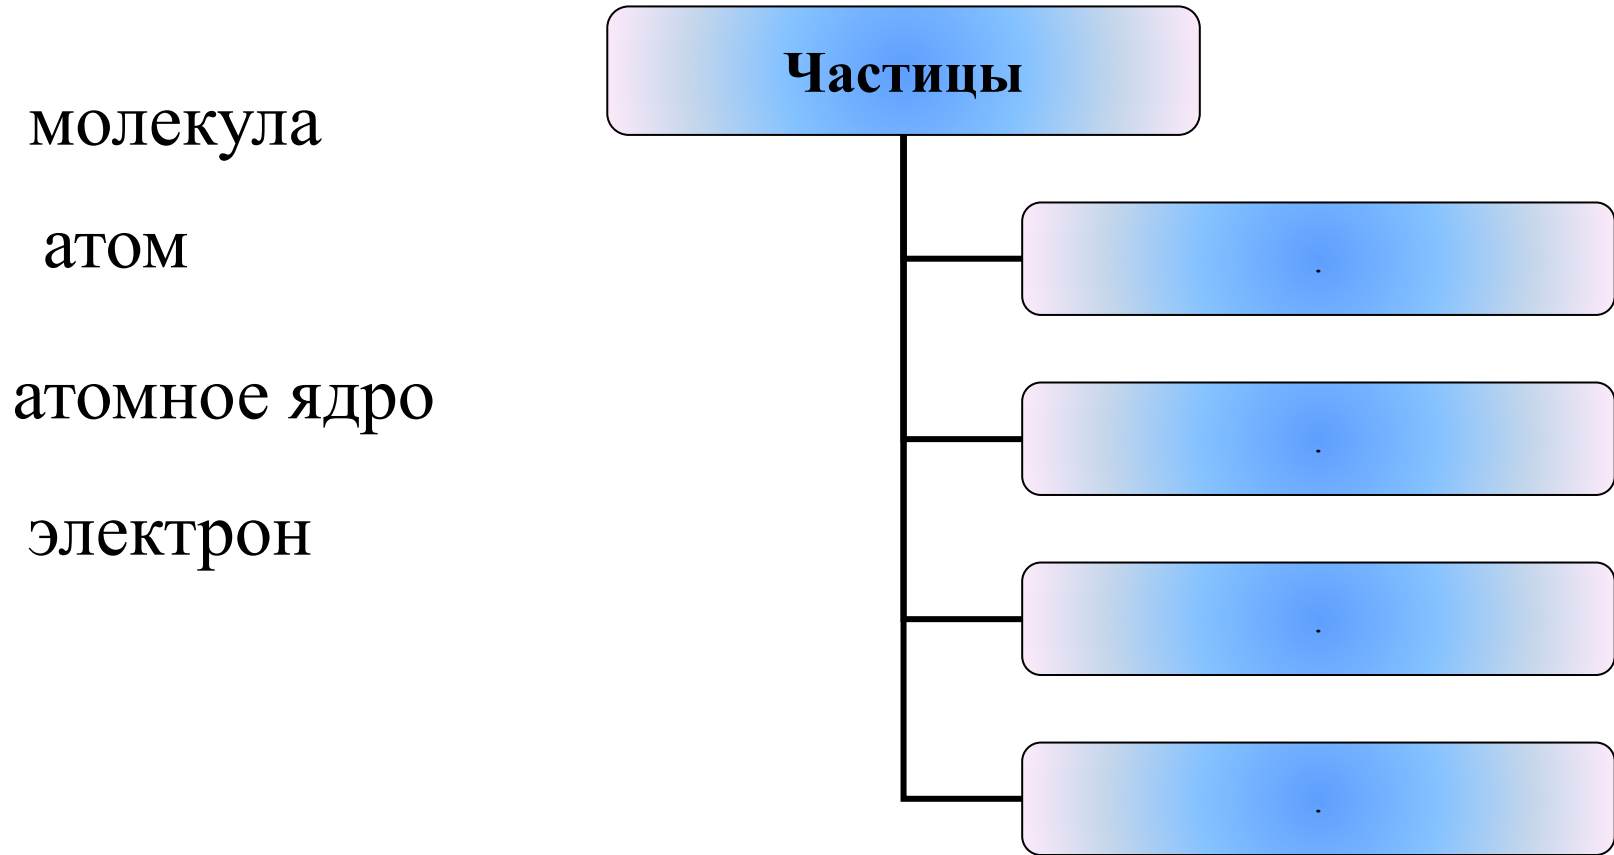 Частицы
молекула
атом
атомное ядро
электрон
.
.
.
.